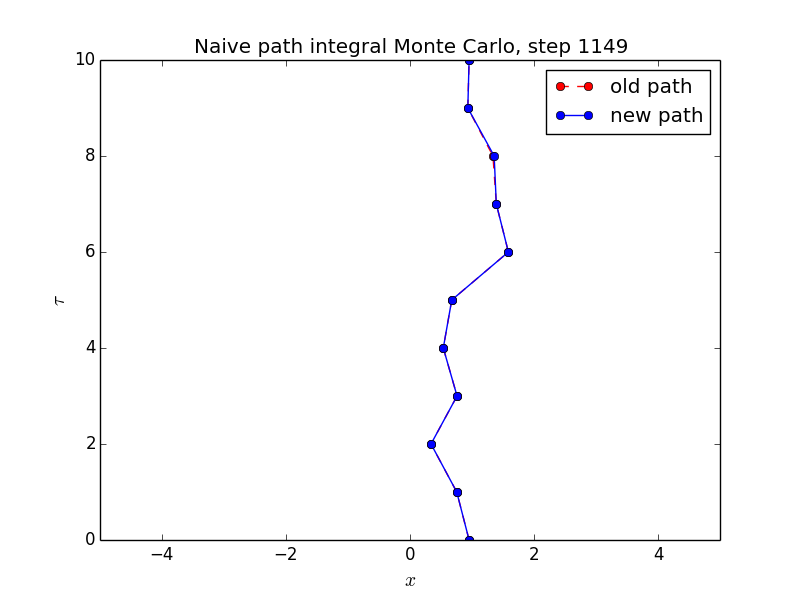 Naive path integral Monte Carlo, step 1149
10
old path
new path
8
6
τ
4
2
0
−4
−2
0
2
4
x